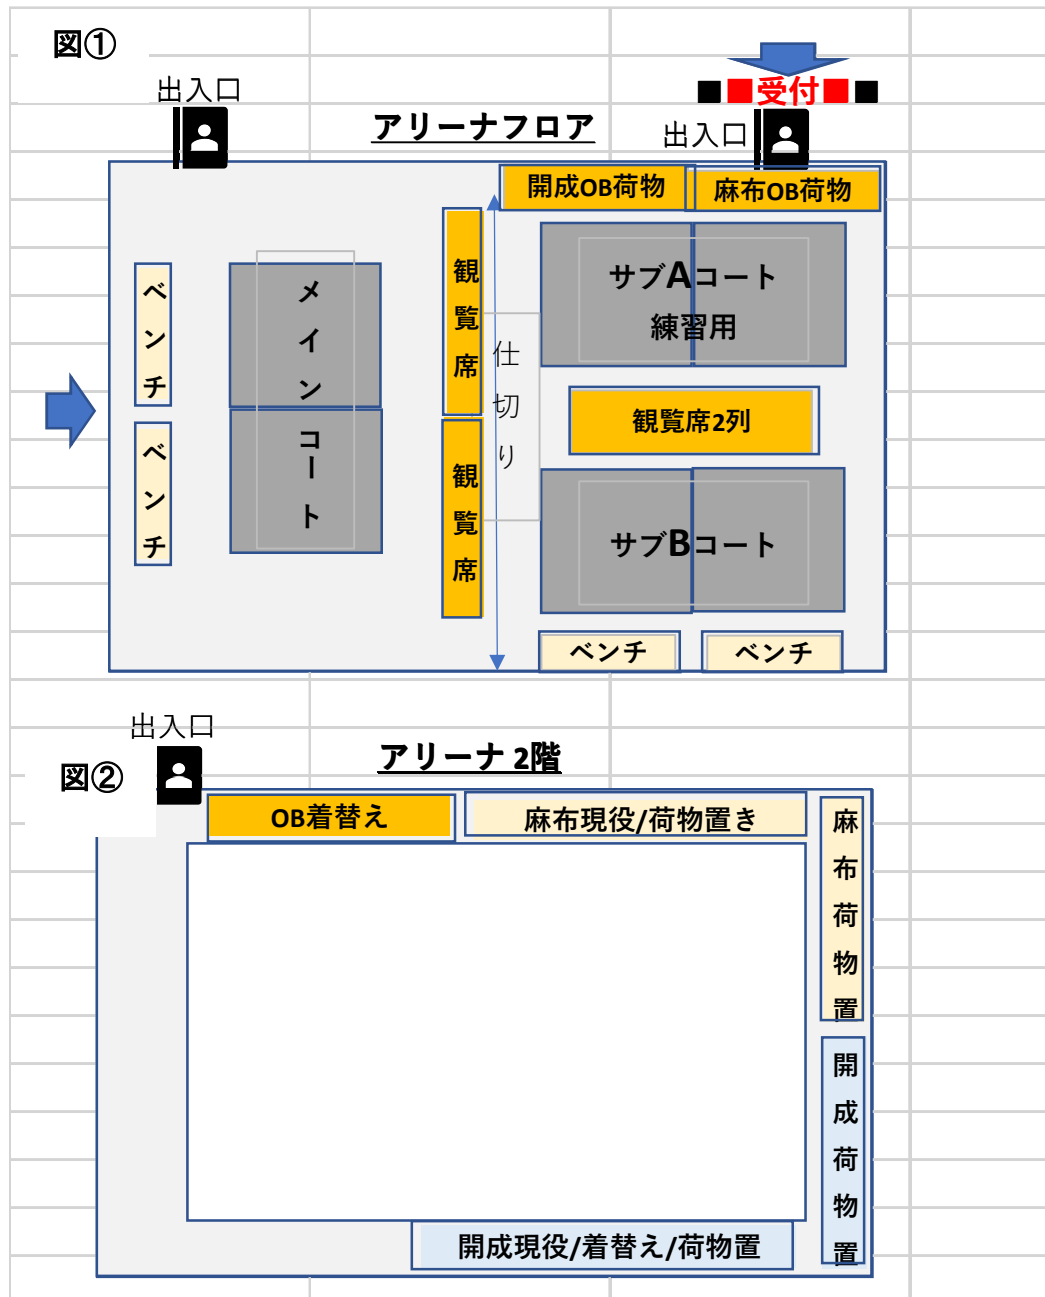 図①
出入口
■■受付■■
アリーナフロア
出入口
開成OB荷物
麻布OB荷物
ベンチ
ベンチ
メインコート
観覧席
観覧席
仕切り
サブAコート
練習用
観覧席2列
サブBコート
ベンチ
ベンチ
出入口
図②
アリーナ 2階
OB着替え
麻布現役/荷物置き
麻布荷物置
開成荷物置
開成現役/着替え/荷物置